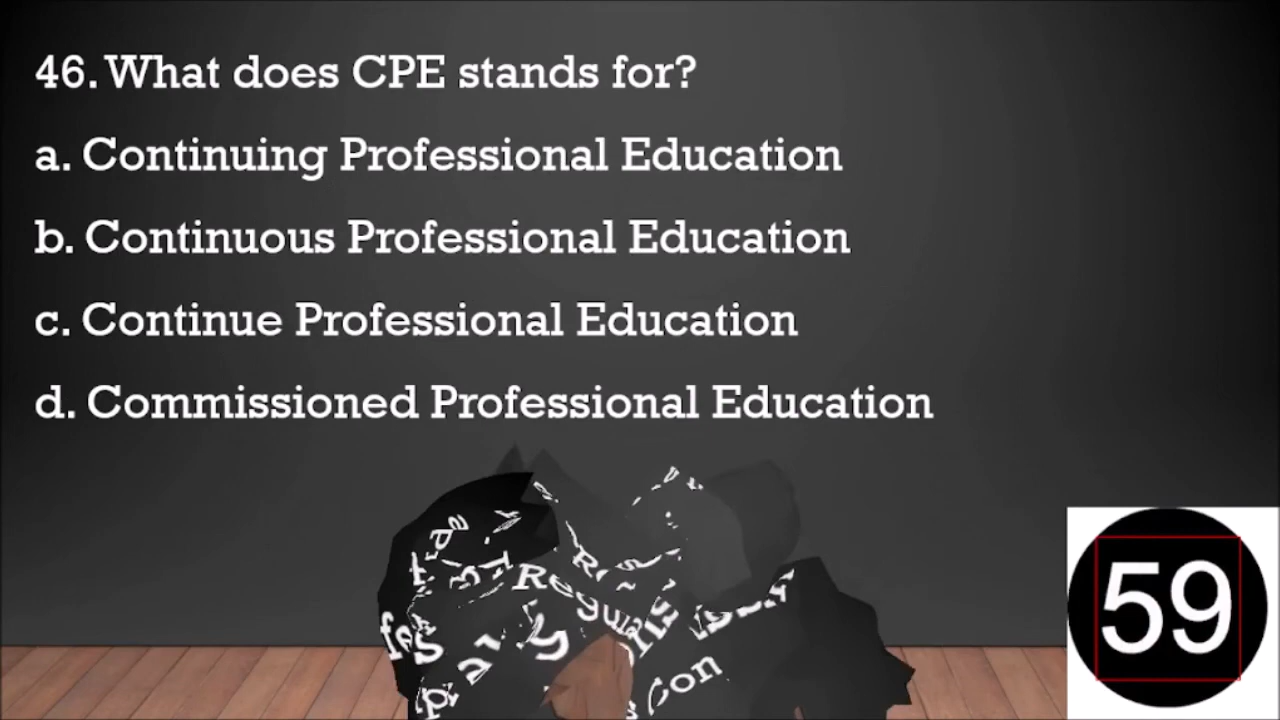 46. What does CPE stands for?
a. Continuing Professional Education
b. Continuous Professional Education
c. Continue Professional Education
d. Commissioned Professional Education
59